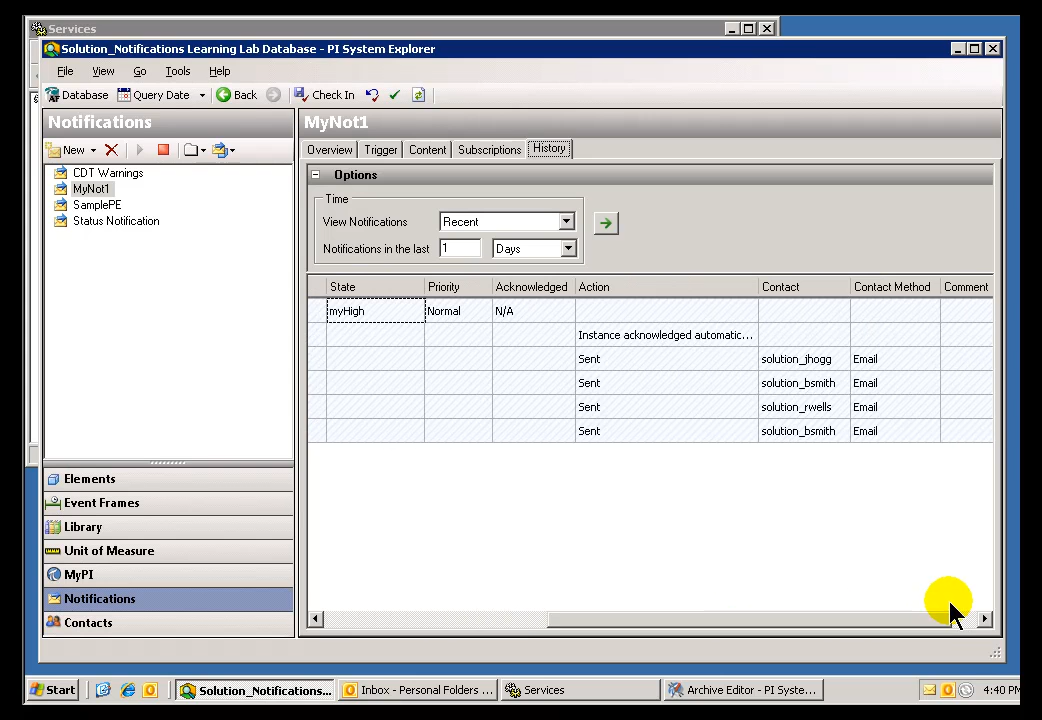 Services
Solution_Notifications Learning Lab Database - PI System Explorer
File View Go Tools Help
Database Query Date Back Check In
Notifications
MyNot1
New
Overview Trigger Content Subscriptions History
CDT Warnings
MyNot1
SamplePE
Status Notification
Options
Time
View Notifications Recent
Notifications in the last 1 Days
State Priority Acknowledged Action Contact Contact Method Comment
myHigh Normal N/A
Instance acknowledged automatic...
Sent solution_jhogg Email
Sent solution_bsmith Email
Sent solution_rwells Email
Sent solution_bsmith Email
Elements
Event Frames
Library
Unit of Measure
MyPI
Notifications
Contacts
Start Solution_Notifications... Inbox - Personal Folders ... Services Archive Editor - PI Syste... 4:40 PM